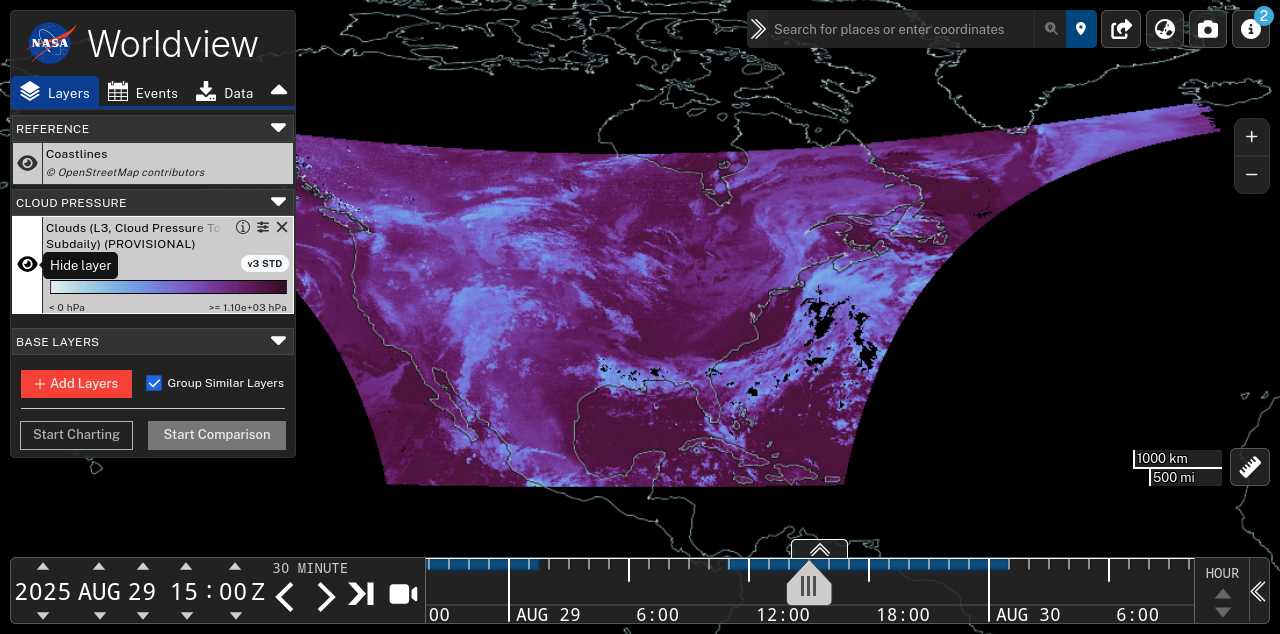 NASA
Worldview
Layers
Events
Data
REFERENCE
Coastlines
© OpenStreetMap contributors
CLOUD PRESSURE
Clouds (L3, Cloud Pressure To
Subdaily) (PROVISIONAL)
Hide layer
v3 STD
< 0 hPa
>= 1.10e+03 hPa
BASE LAYERS
+ Add Layers
Group Similar Layers
Start Charting
Start Comparison
Search for places or enter coordinates
2
+
−
1000 km
500 mi
2025 AUG 29 15 : 00 Z
30 MINUTE
00
AUG 29
6:00
12:00
18:00
AUG 30
6:00
HOUR